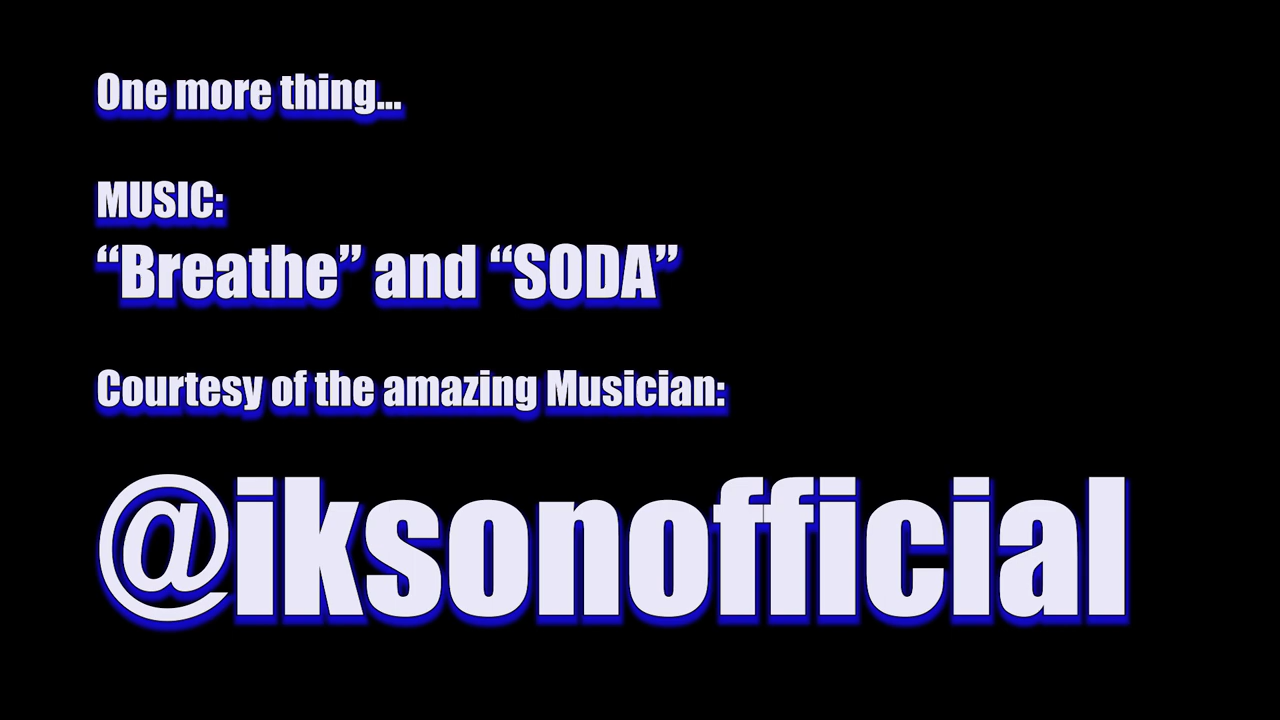 One more thing...
MUSIC:
“Breathe” and “SODA”
Courtesy of the amazing Musician:
@iksonofficial